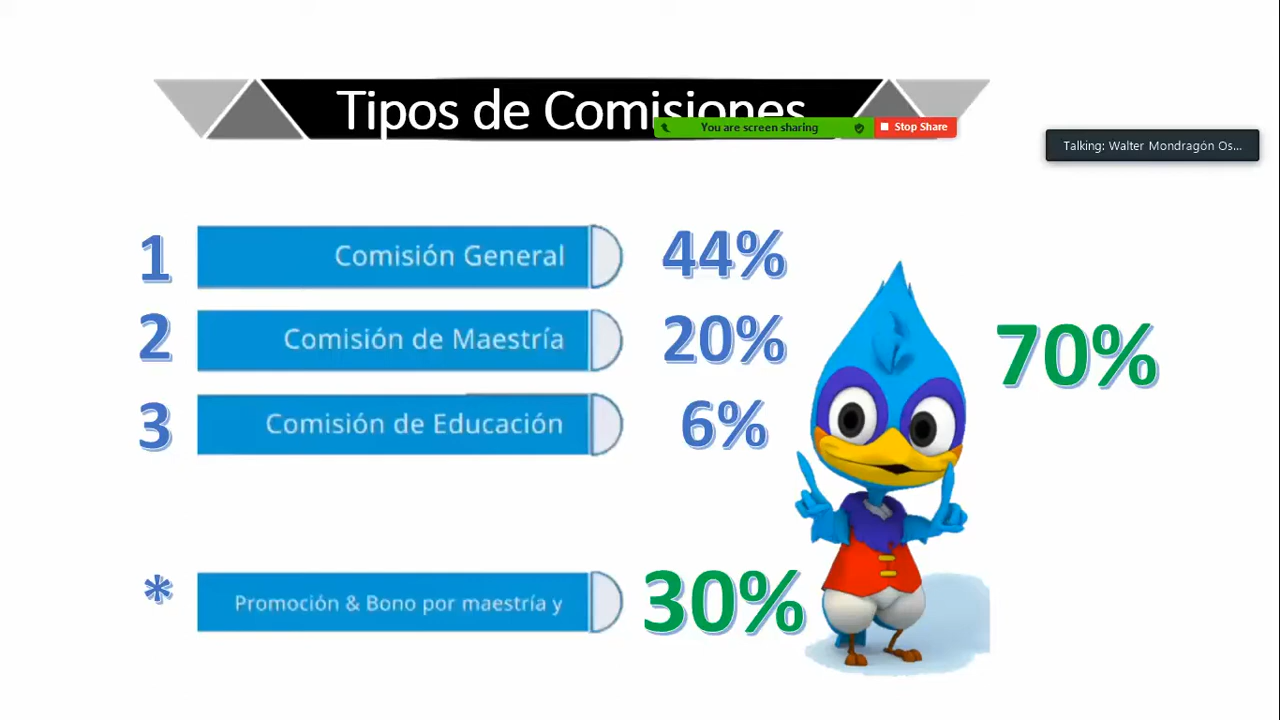 Tipos de Comisiones
You are screen sharing
Stop Share
Talking: Walter Mondragón Os...
1 Comisión General 44%
2 Comisión de Maestría 20%
3 Comisión de Educación 6%
70%
* Promoción & Bono por maestría y 30%